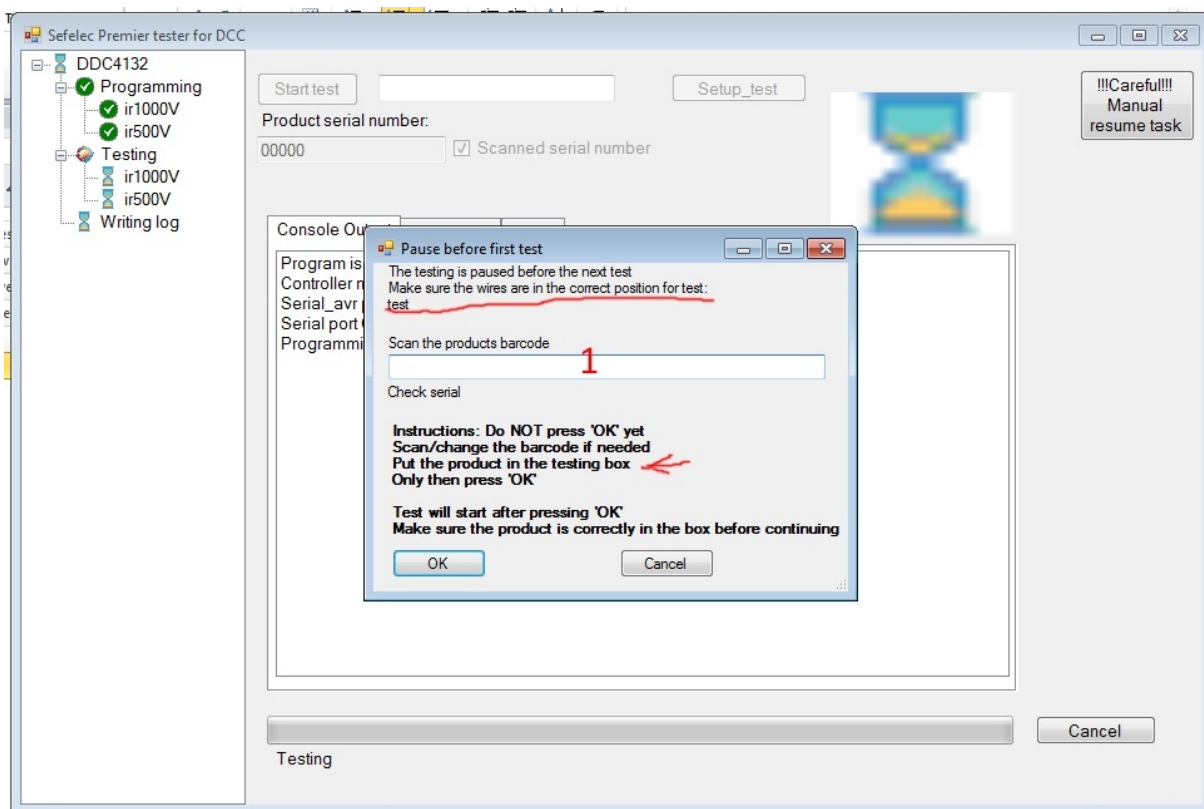 Sefelec Premier tester for DCC
DDC4132
Programming
ir1000V
ir500V
Testing
ir1000V
ir500V
Writing log
Start test
Setup_test
!!!Careful!!!
Manual
resume task
Product serial number:
00000
Scanned serial number
Console Ou
Program is
Controller
Serial_avr
Serial port
Programmi
Pause before first test
The testing is paused before the next test
Make sure the wires are in the correct position for test:
test
Scan the products barcode
1
Check serial
Instructions: Do NOT press 'OK' yet
Scan/change the barcode if needed
Put the product in the testing box
Only then press 'OK'
Test will start after pressing 'OK'
Make sure the product is correctly in the box before continuing
OK
Cancel
Cancel
Testing